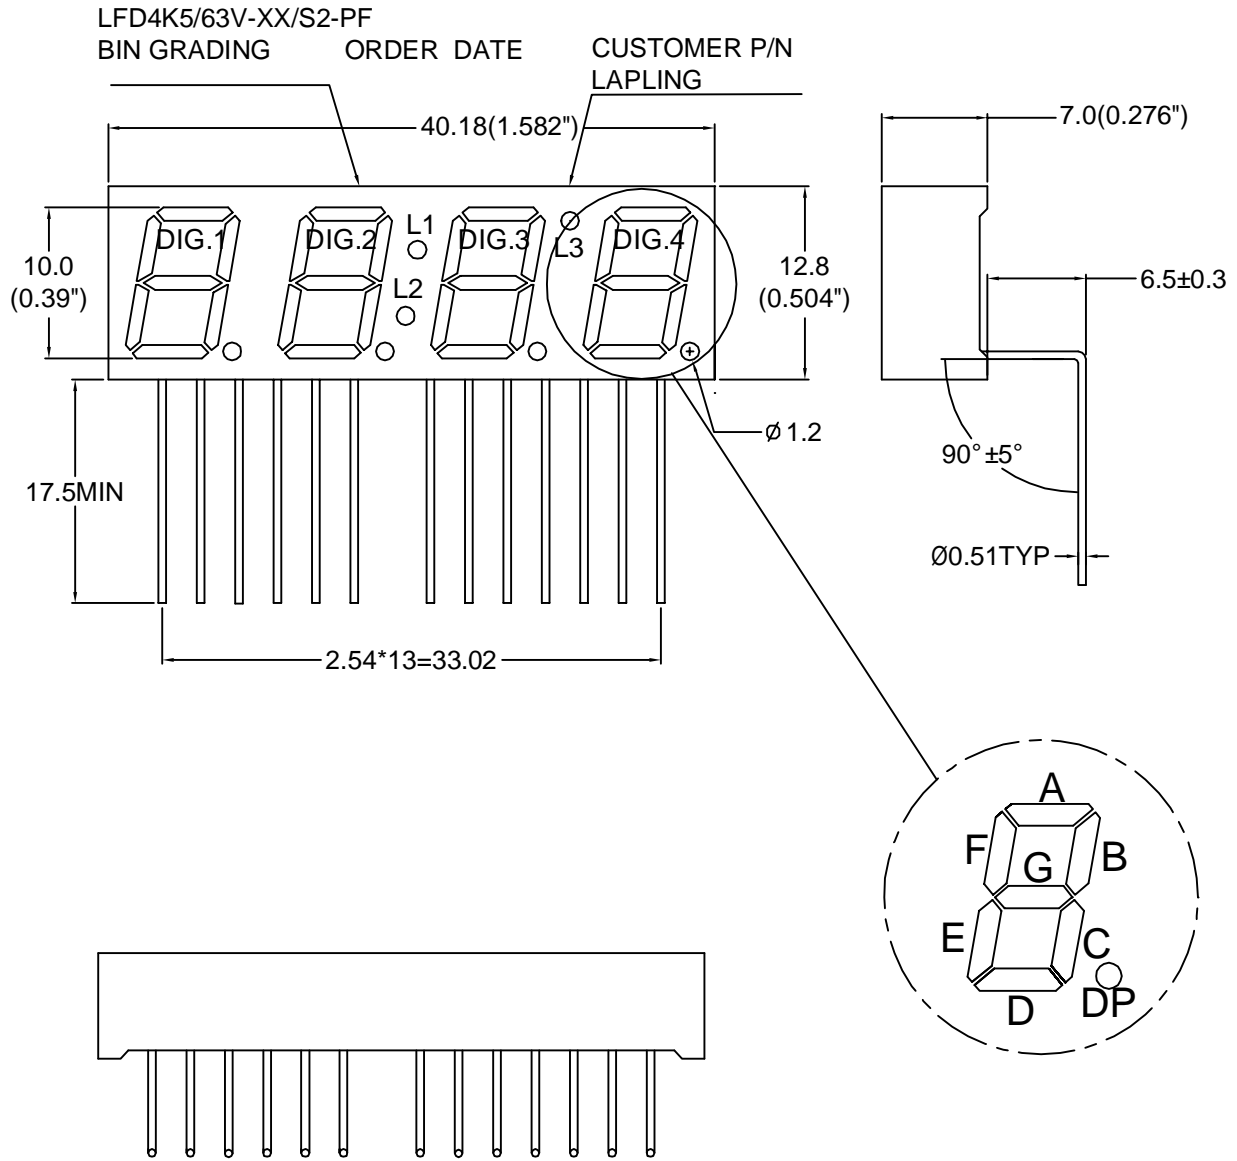 LFD4K5/63V-XX/S2-PF
BIN GRADING ORDER DATE
CUSTOMER P/N
LAPLING
40.18(1.582")
7.0(0.276")
DIG.1
DIG.2
L1
DIG.3
L3
DIG.4
L2
10.0
(0.39")
12.8
(0.504")
6.5±0.3
Ø1.2
90°±5°
17.5MIN
Ø0.51TYP
2.54*13=33.02
A
F
B
G
E
C
D
DP